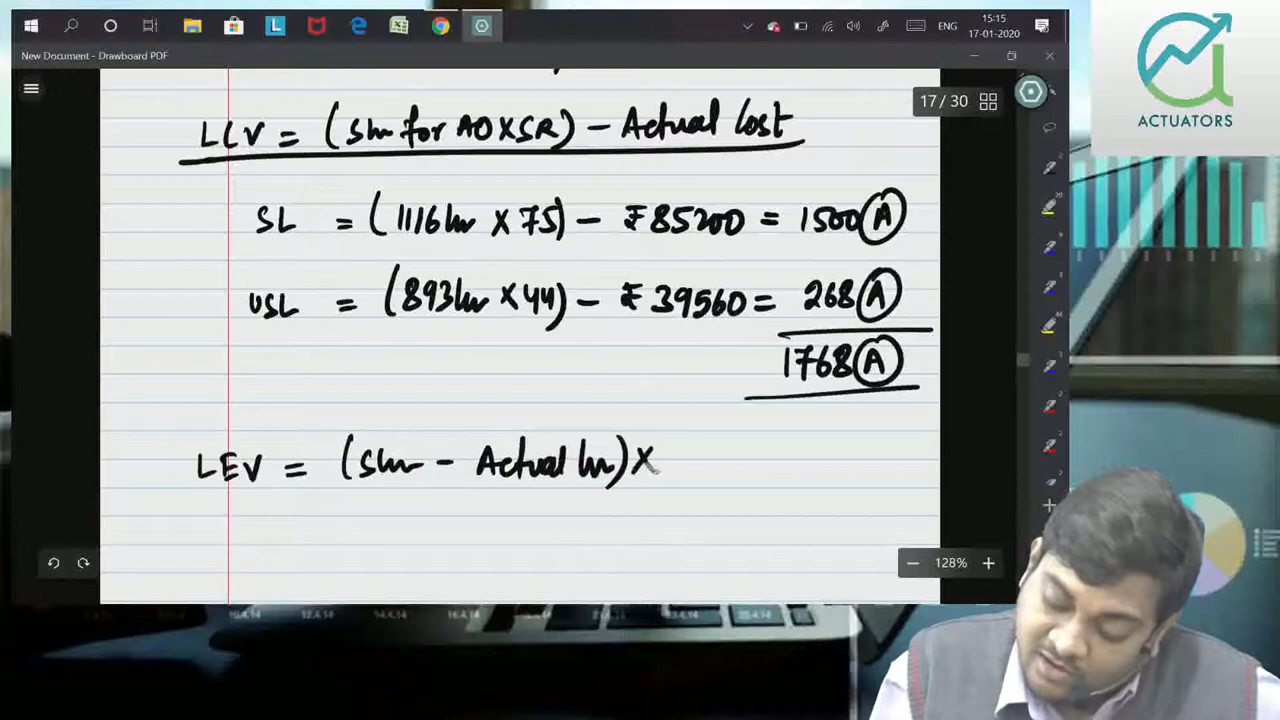 ENG
15:15
17-01-2020
New Document - Drawboard PDF
17 / 30
ACTUATORS
LCV = (SHr for AO X SR) - Actual Cost
SL = (1116hr X 75) - ₹85200 = 1500 (A)
USL = (893hr X 44) - ₹39560 = 268 (A)
1768 (A)
LEV = (SHr - Actual hr) X
128%